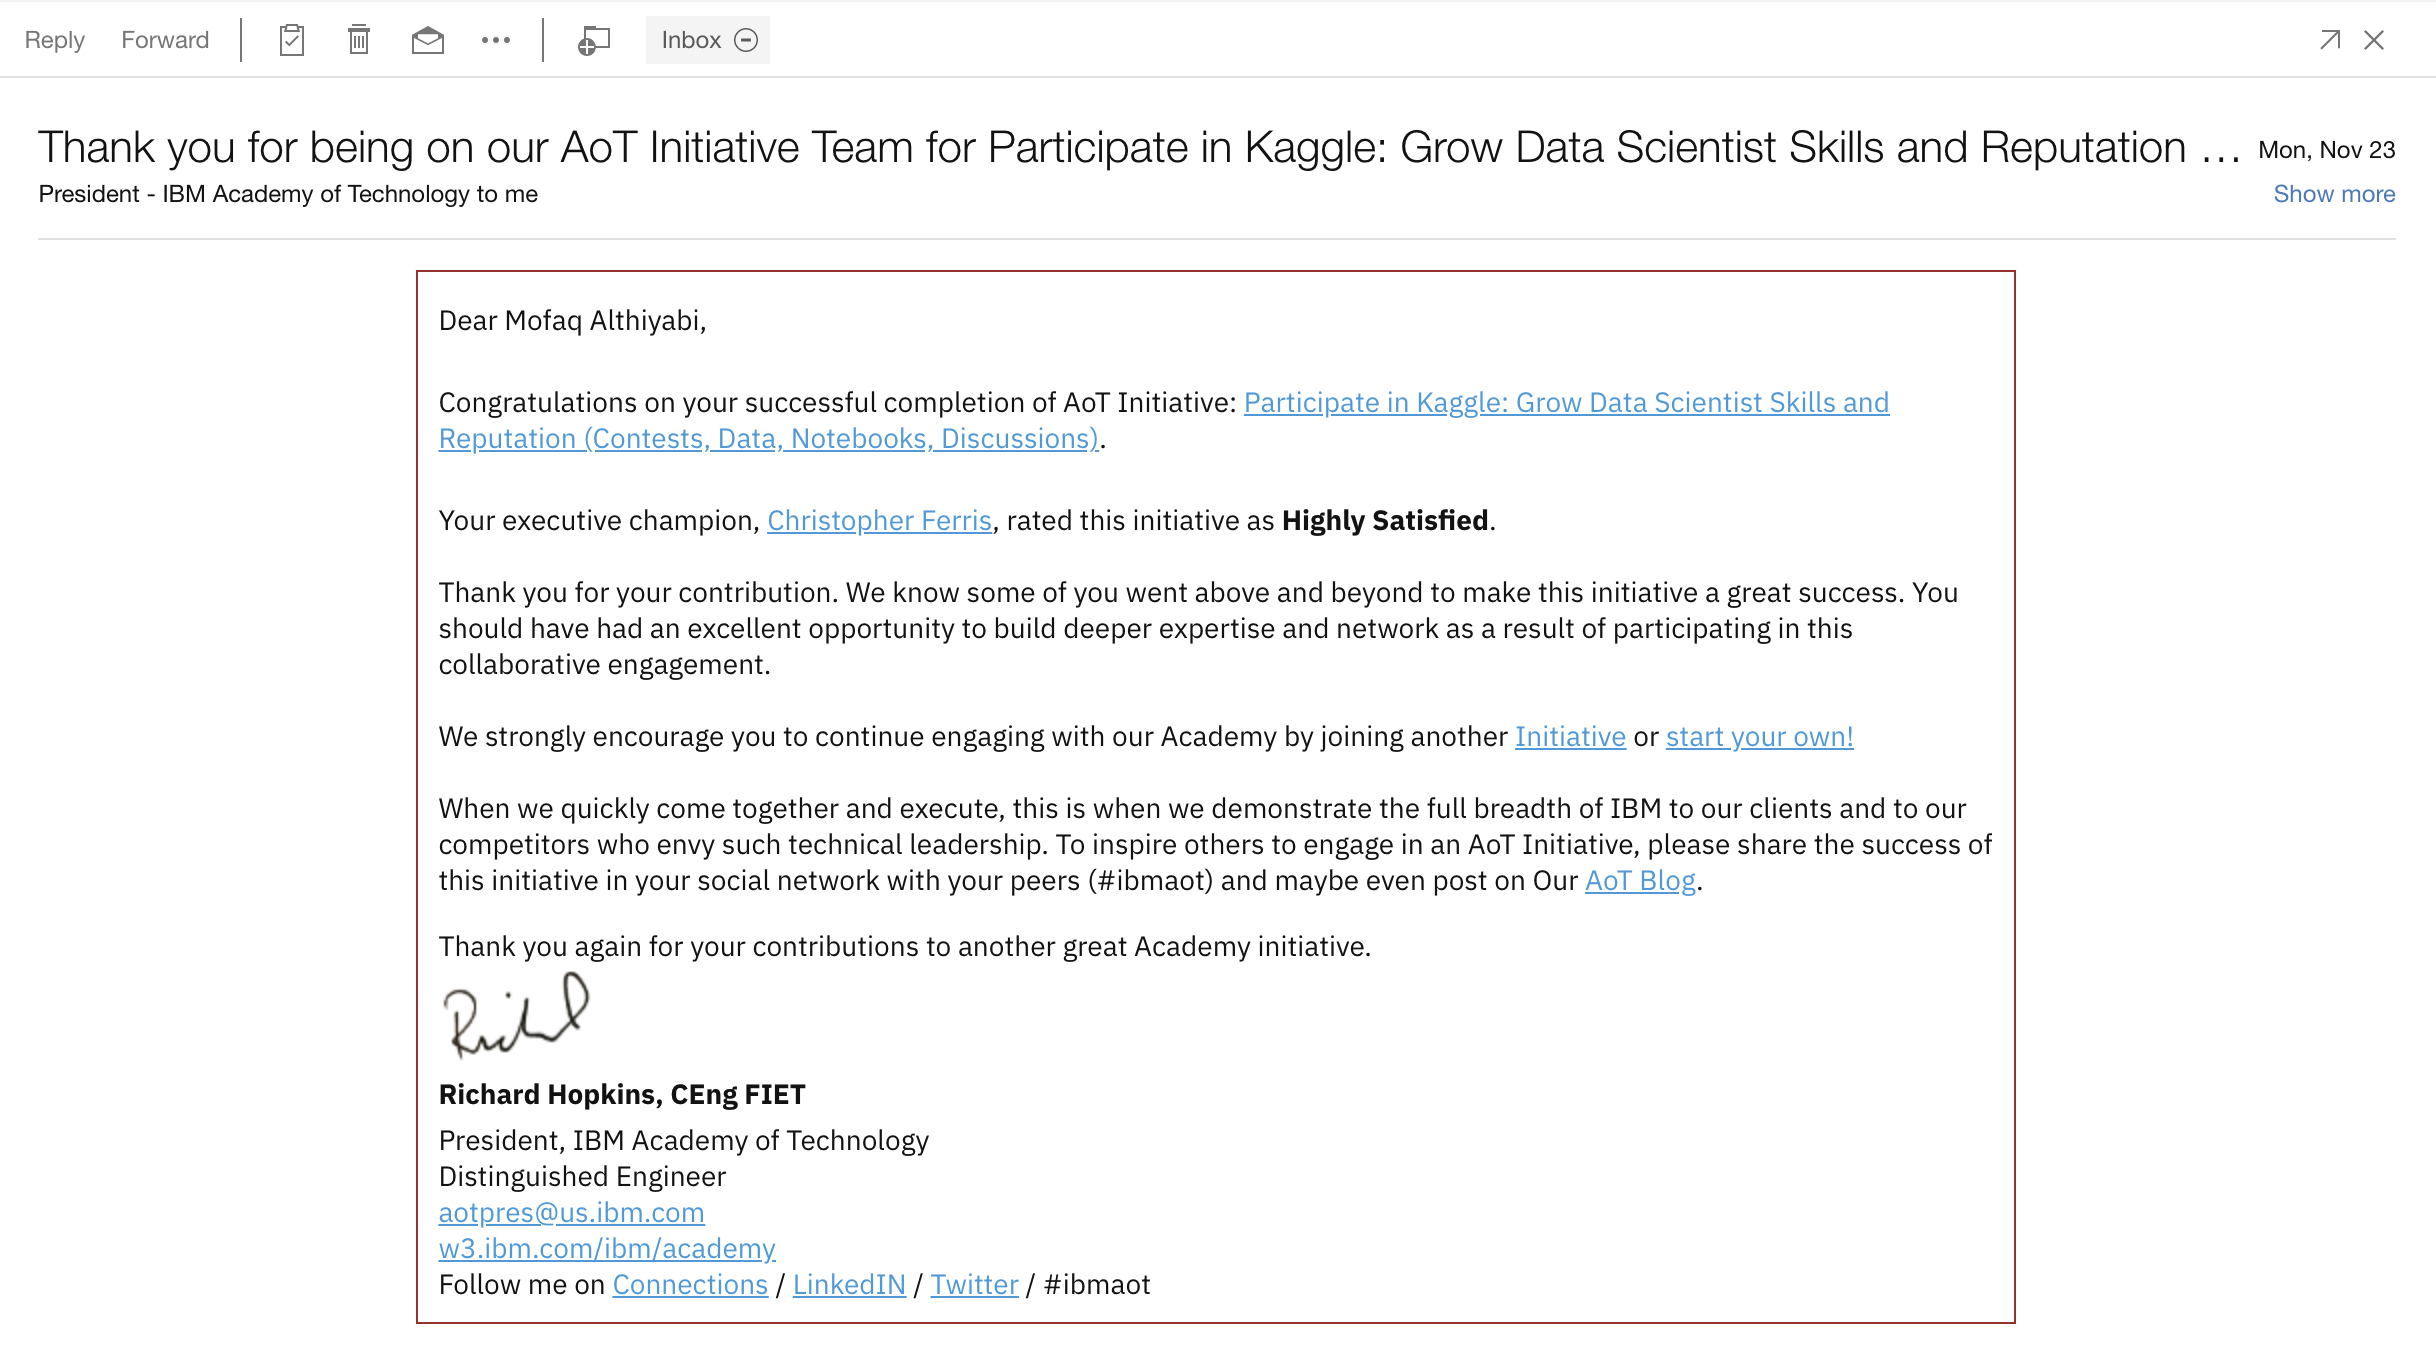 Reply Forward Inbox
Thank you for being on our AoT Initiative Team for Participate in Kaggle: Grow Data Scientist Skills and Reputation ... Mon, Nov 23
President - IBM Academy of Technology to me Show more
Dear Mofaq Althiyabi,
Congratulations on your successful completion of AoT Initiative: Participate in Kaggle: Grow Data Scientist Skills and
Reputation (Contests, Data, Notebooks, Discussions).
Your executive champion, Christopher Ferris, rated this initiative as Highly Satisfied.
Thank you for your contribution. We know some of you went above and beyond to make this initiative a great success. You
should have had an excellent opportunity to build deeper expertise and network as a result of participating in this
collaborative engagement.
We strongly encourage you to continue engaging with our Academy by joining another Initiative or start your own!
When we quickly come together and execute, this is when we demonstrate the full breadth of IBM to our clients and to our
competitors who envy such technical leadership. To inspire others to engage in an AoT Initiative, please share the success of
this initiative in your social network with your peers (#ibmaot) and maybe even post on Our AoT Blog.
Thank you again for your contributions to another great Academy initiative.
Richard
Richard Hopkins, CEng FIET
President, IBM Academy of Technology
Distinguished Engineer
aotpres@us.ibm.com
w3.ibm.com/ibm/academy
Follow me on Connections / LinkedIN / Twitter / #ibmaot